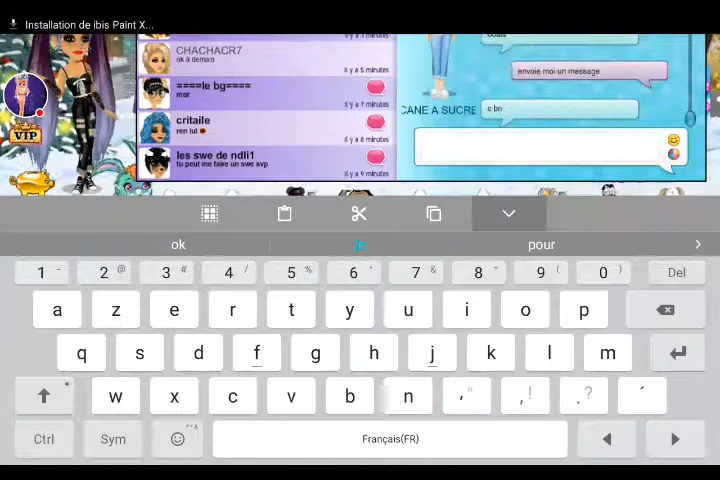 Installation de ibis Paint X...
CHACHACR7
ok à demain
il y a 5 minutes
====le bg====
mar
il y a 7 minutes
critaile
ren lut
il y a 8 minutes
les swe de ndli1
tu peut me faire un swe svp
il y a 9 minutes
VIP
envoie moi un message
CANE A SUCRE
c bn
ok
je
pour
1 - 2 @ 3 # 4 / 5 % 6 ^ 7 & 8 * 9 ( 0 ) Del
a z e r t y u i o p
q s d f g h j k l m
w x c v b n ' " , ! . ? ´
Ctrl Sym Français(FR)